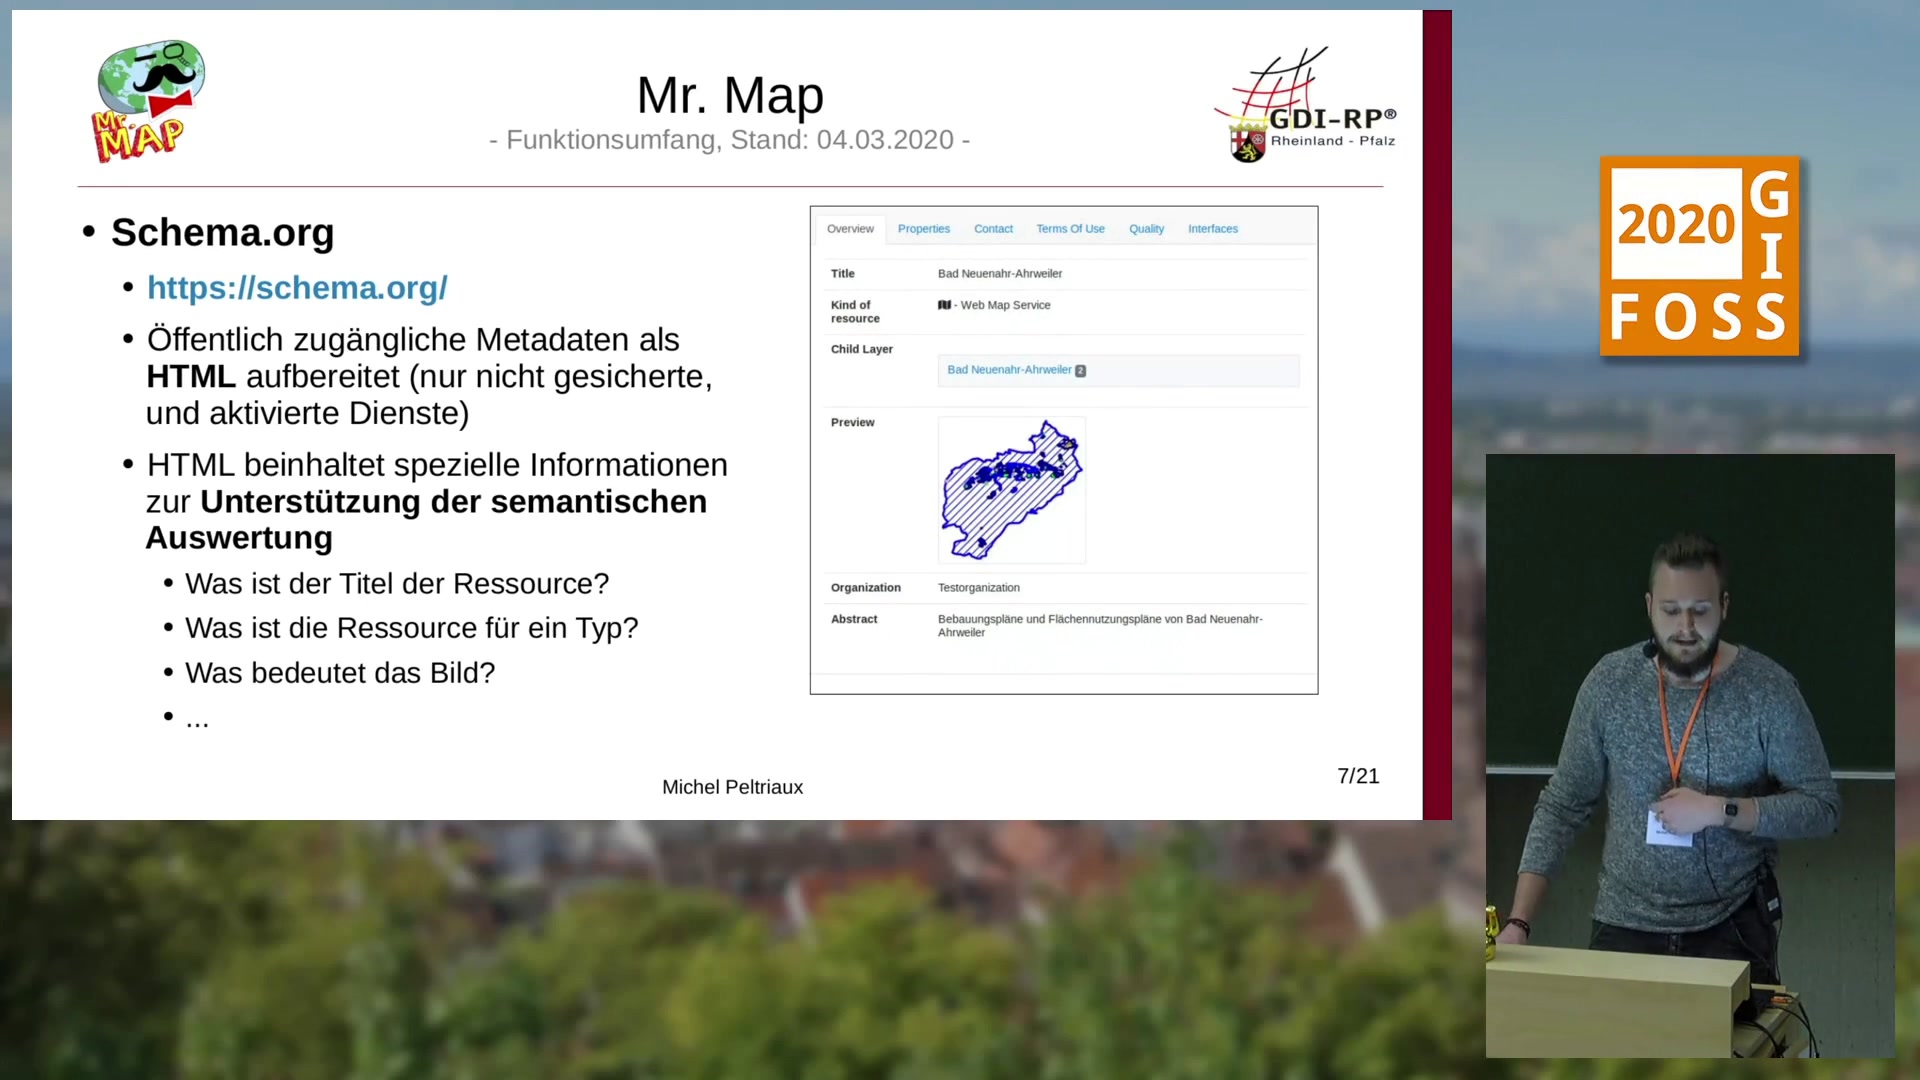 Mr. MAP
Mr. Map
- Funktionsumfang, Stand: 04.03.2020 -
GDI-RP®
Rheinland - Pfalz
• Schema.org
• https://schema.org/
• Öffentlich zugängliche Metadaten als
HTML aufbereitet (nur nicht gesicherte,
und aktivierte Dienste)
• HTML beinhaltet spezielle Informationen
zur Unterstützung der semantischen
Auswertung
• Was ist der Titel der Ressource?
• Was ist die Ressource für ein Typ?
• Was bedeutet das Bild?
• ...
Overview Properties Contact Terms Of Use Quality Interfaces
Title Bad Neuenahr-Ahrweiler
Kind of
resource
- Web Map Service
Child Layer
Bad Neuenahr-Ahrweiler 2
Preview
Organization Testorganization
Abstract Bebauungspläne und Flächennutzungspläne von Bad Neuenahr-
Ahrweiler
Michel Peltriaux
7/21
2020
G
I
FOSS